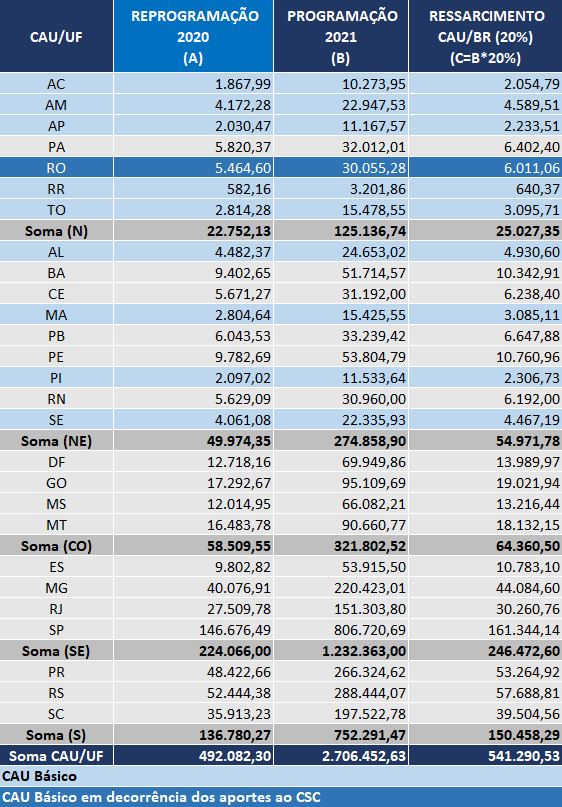 CAU/UF REPROGRAMAÇÃO 2020 (A) PROGRAMAÇÃO 2021 (B) RESSARCIMENTO CAU/BR (20%) (C=B*20%)
AC 1.867,99 10.273,95 2.054,79
AM 4.172,28 22.947,53 4.589,51
AP 2.030,47 11.167,57 2.233,51
PA 5.820,37 32.012,01 6.402,40
RO 5.464,60 30.055,28 6.011,06
RR 582,16 3.201,86 640,37
TO 2.814,28 15.478,55 3.095,71
Soma (N) 22.752,13 125.136,74 25.027,35
AL 4.482,37 24.653,02 4.930,60
BA 9.402,65 51.714,57 10.342,91
CE 5.671,27 31.192,00 6.238,40
MA 2.804,64 15.425,55 3.085,11
PB 6.043,53 33.239,42 6.647,88
PE 9.782,69 53.804,79 10.760,96
PI 2.097,02 11.533,64 2.306,73
RN 5.629,09 30.960,00 6.192,00
SE 4.061,08 22.335,93 4.467,19
Soma (NE) 49.974,35 274.858,90 54.971,78
DF 12.718,16 69.949,86 13.989,97
GO 17.292,67 95.109,69 19.021,94
MS 12.014,95 66.082,21 13.216,44
MT 16.483,78 90.660,77 18.132,15
Soma (CO) 58.509,55 321.802,52 64.360,50
ES 9.802,82 53.915,50 10.783,10
MG 40.076,91 220.423,01 44.084,60
RJ 27.509,78 151.303,80 30.260,76
SP 146.676,49 806.720,69 161.344,14
Soma (SE) 224.066,00 1.232.363,00 246.472,60
PR 48.422,66 266.324,62 53.264,92
RS 52.444,38 288.444,07 57.688,81
SC 35.913,23 197.522,78 39.504,56
Soma (S) 136.780,27 752.291,47 150.458,29
Soma CAU/UF 492.082,30 2.706.452,63 541.290,53
CAU Básico
CAU Básico em decorrência dos aportes ao CSC